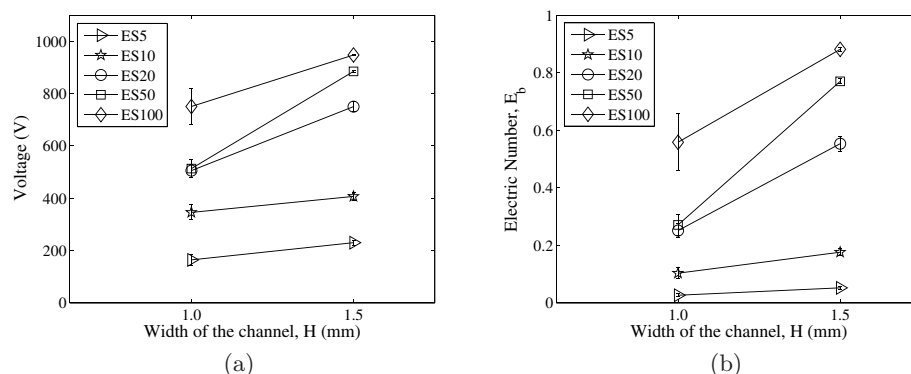 ES5
ES10
ES20
ES50
ES100
1000
800
600
400
200
0
Voltage (V)
1.0 1.5
Width of the channel, H (mm)
(a)
ES5
ES10
ES20
ES50
ES100
1
0.8
0.6
0.4
0.2
0
Electric Number, E_b
1.0 1.5
Width of the channel, H (mm)
(b)